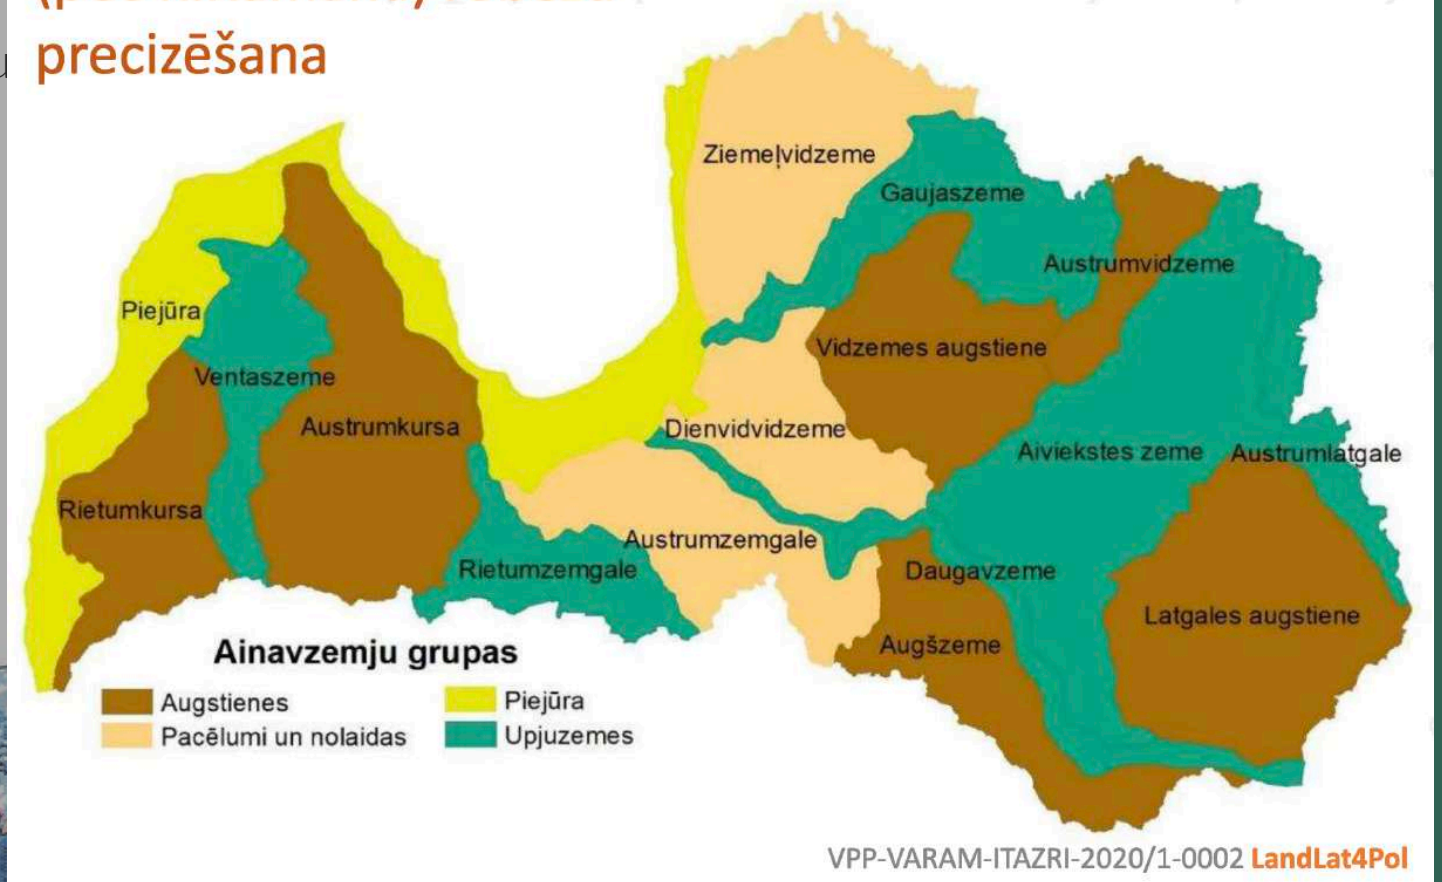 precizēšana
Ziemeļvidzeme
Gaujaszeme
Austrumvidzeme
Piejūra
Vidzemes augstiene
Ventaszeme
Austrumkursa
Dienvidvidzeme
Aiviekstes zeme
Austrumlatgale
Rietumkursa
Austrumzemgale
Rietumzemgale
Daugavzeme
Latgales augstiene
Augšzeme
Ainavzemju grupas
Augstienes
Piejūra
Pacēlumi un nolaidas
Upjuzemes
VPP-VARAM-ITAZRI-2020/1-0002 LandLat4Pol